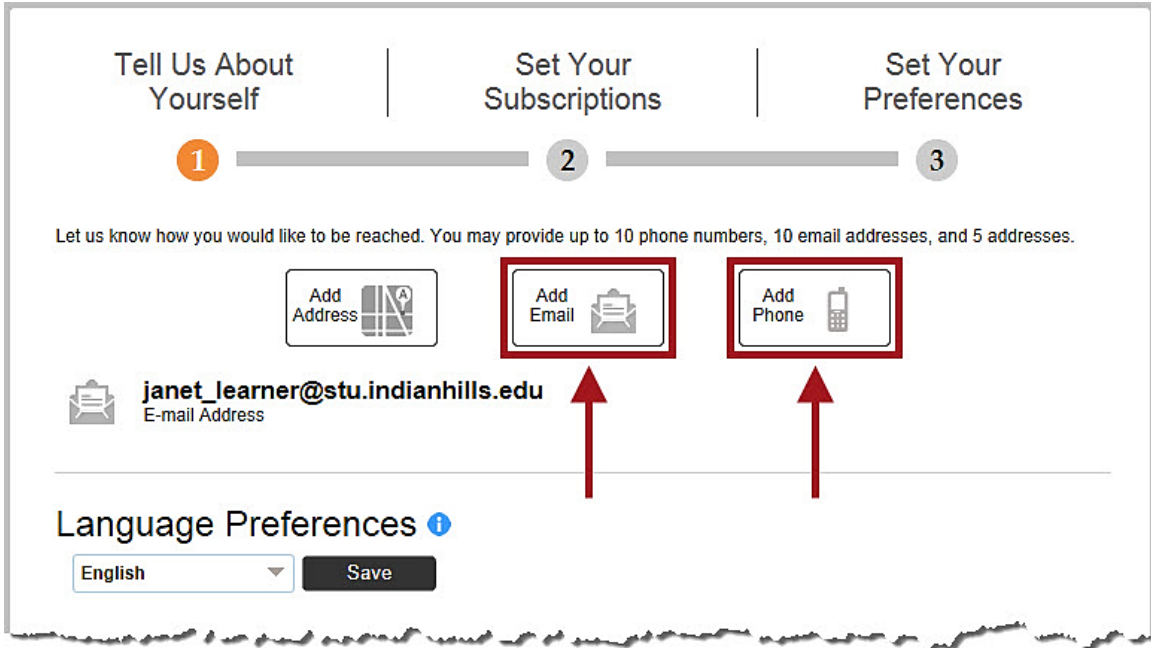 Tell Us About
Yourself
Set Your
Subscriptions
Set Your
Preferences
1
2
3
Let us know how you would like to be reached. You may provide up to 10 phone numbers, 10 email addresses, and 5 addresses.
Add
Address
A
Add
Email
Add
Phone
janet_learner@stu.indianhills.edu
E-mail Address
Language Preferences i
English
Save